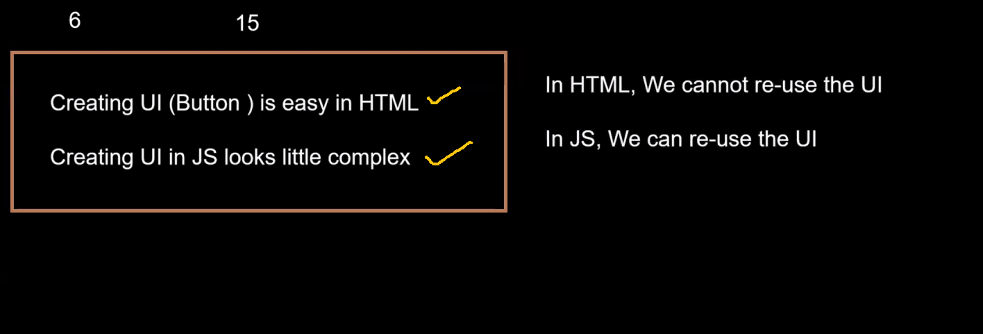 6
15
Creating UI (Button ) is easy in HTML
Creating UI in JS looks little complex
In HTML, We cannot re-use the UI
In JS, We can re-use the UI